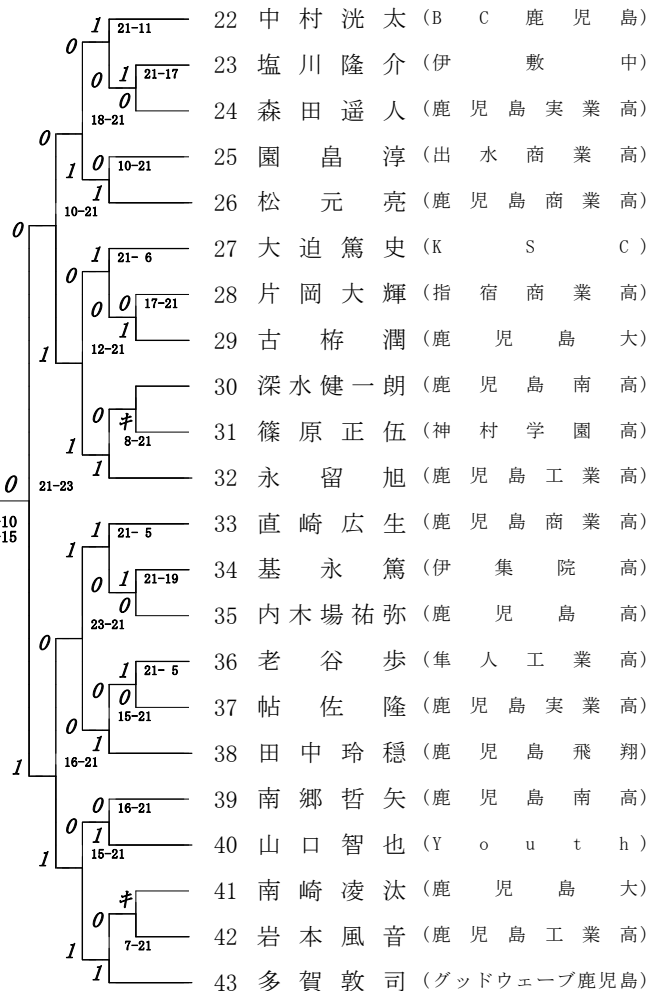 1 21-11 22 中村洸太 (BC鹿児島)
0
1 21-17 23 塩川隆介 (伊敷中)
0
0 24 森田遥人 (鹿児島実業高)
18-21
0
0 10-21 25 園畠淳 (出水商業高)
1
1 26 松元亮 (鹿児島商業高)
10-21
0
1 21- 6 27 大迫篤史 (KSC)
0
0 17-21 28 片岡大輝 (指宿商業高)
0
1 29 古栫潤 (鹿児島大)
12-21
1
30 深水健一朗 (鹿児島南高)
0 キ
8-21 31 篠原正伍 (神村学園高)
1
1 32 永留旭 (鹿児島工業高)
0 21-23
1 21- 5 33 直崎広生 (鹿児島商業高)
-10
-15
1
0 1 21-19 34 基永篤 (伊集院高)
0 35 内木場祐弥 (鹿児島高)
23-21
0
1 21- 5 36 老谷歩 (隼人工業高)
0
0 37 帖佐隆 (鹿児島実業高)
15-21
0
1 38 田中玲穏 (鹿児島飛翔)
16-21
1
0 16-21 39 南郷哲矢 (鹿児島南高)
0
1 40 山口智也 (Youth)
15-21
1
キ 41 南崎凌汰 (鹿児島大)
0
7-21 42 岩本風音 (鹿児島工業高)
1
1 43 多賀敦司 (グッドウェーブ鹿児島)